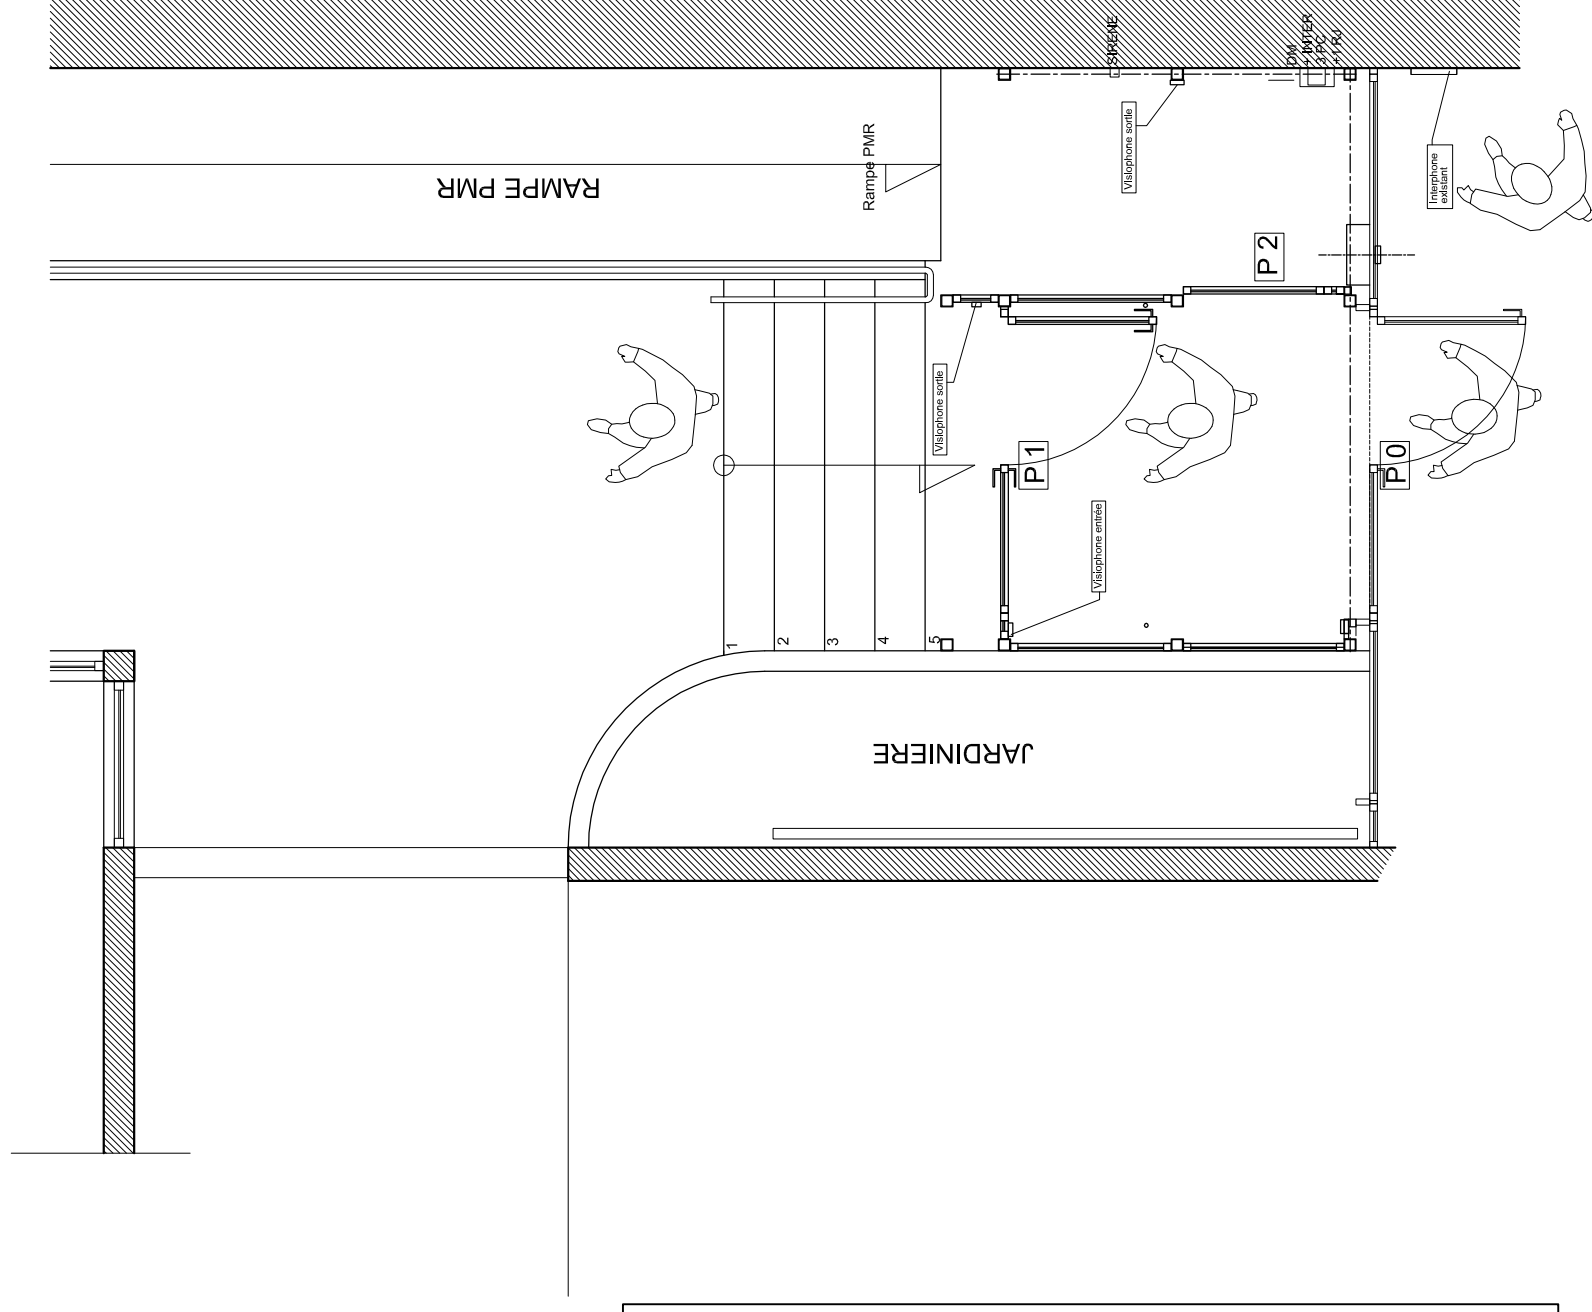 SIRENE
DM
+ INTER
3 PC
+ 1 RJ
Visiophone sortie
Rampe PMR
RAMPE PMR
Interphone
existant
P 2
Visiophone sortie
P 1
P 0
Visiophone entrée
1
2
3
4
5
JARDINIERE